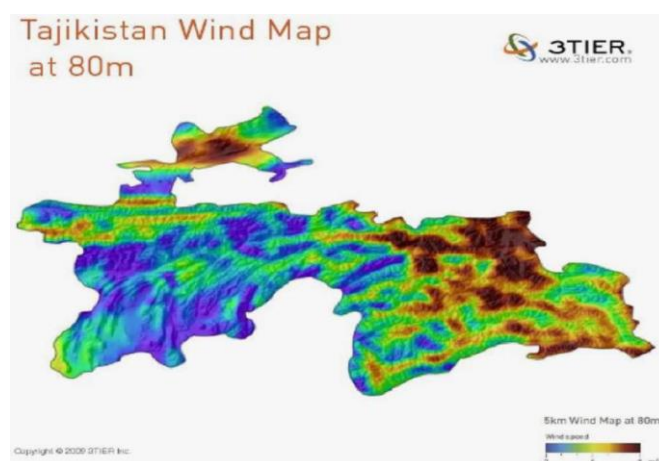 Tajikistan Wind Map
at 80m
3TIER®
www.3tier.com
5km Wind Map at 80m
Wind speed
Copyright © 2009 3TIER Inc.